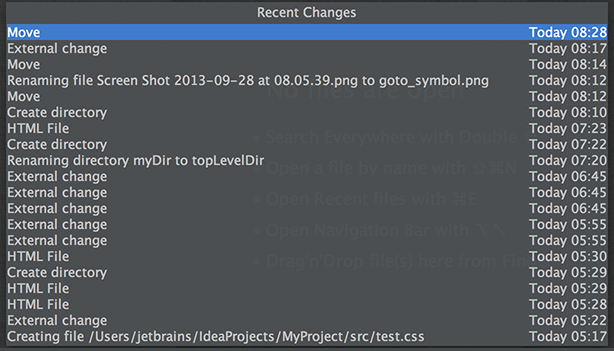 Recent Changes
Move Today 08:28
External change Today 08:17
Move Today 08:14
Renaming file Screen Shot 2013-09-28 at 08.05.39.png to goto_symbol.png Today 08:12
Move Today 08:12
Create directory Today 08:10
HTML File Today 07:23
Create directory Today 07:22
Renaming directory myDir to topLevelDir Today 07:20
External change Today 06:45
External change Today 06:45
External change Today 06:45
External change Today 05:55
External change Today 05:55
HTML File Today 05:30
Create directory Today 05:29
HTML File Today 05:29
HTML File Today 05:28
External change Today 05:22
Creating file /Users/jetbrains/IdeaProjects/MyProject/src/test.css Today 05:17
No files are open
• Search Everywhere with Double
• Open a file by name with ⇧⌘N
• Open Recent files with ⌘E
• Open Navigation Bar with
• Drag'n'Drop file(s) here from